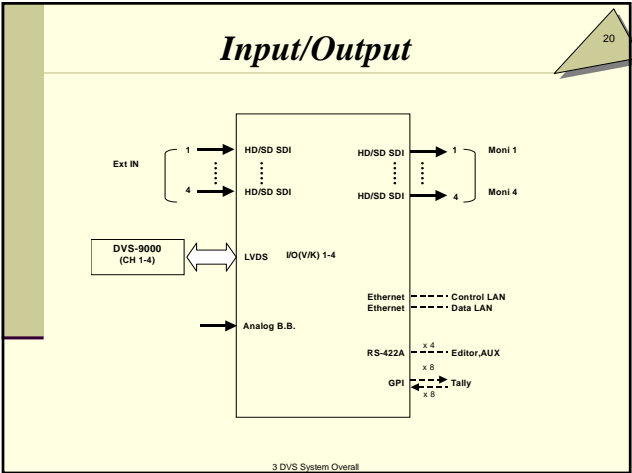 Input/Output
20
Ext IN
1
HD/SD SDI
HD/SD SDI
1
Moni 1
4
HD/SD SDI
HD/SD SDI
4
Moni 4
DVS-9000
(CH 1-4)
LVDS
I/O(V/K) 1-4
Analog B.B.
Ethernet
Control LAN
Ethernet
Data LAN
RS-422A
x 4
Editor,AUX
GPI
x 8
Tally
x 8
3 DVS System Overall